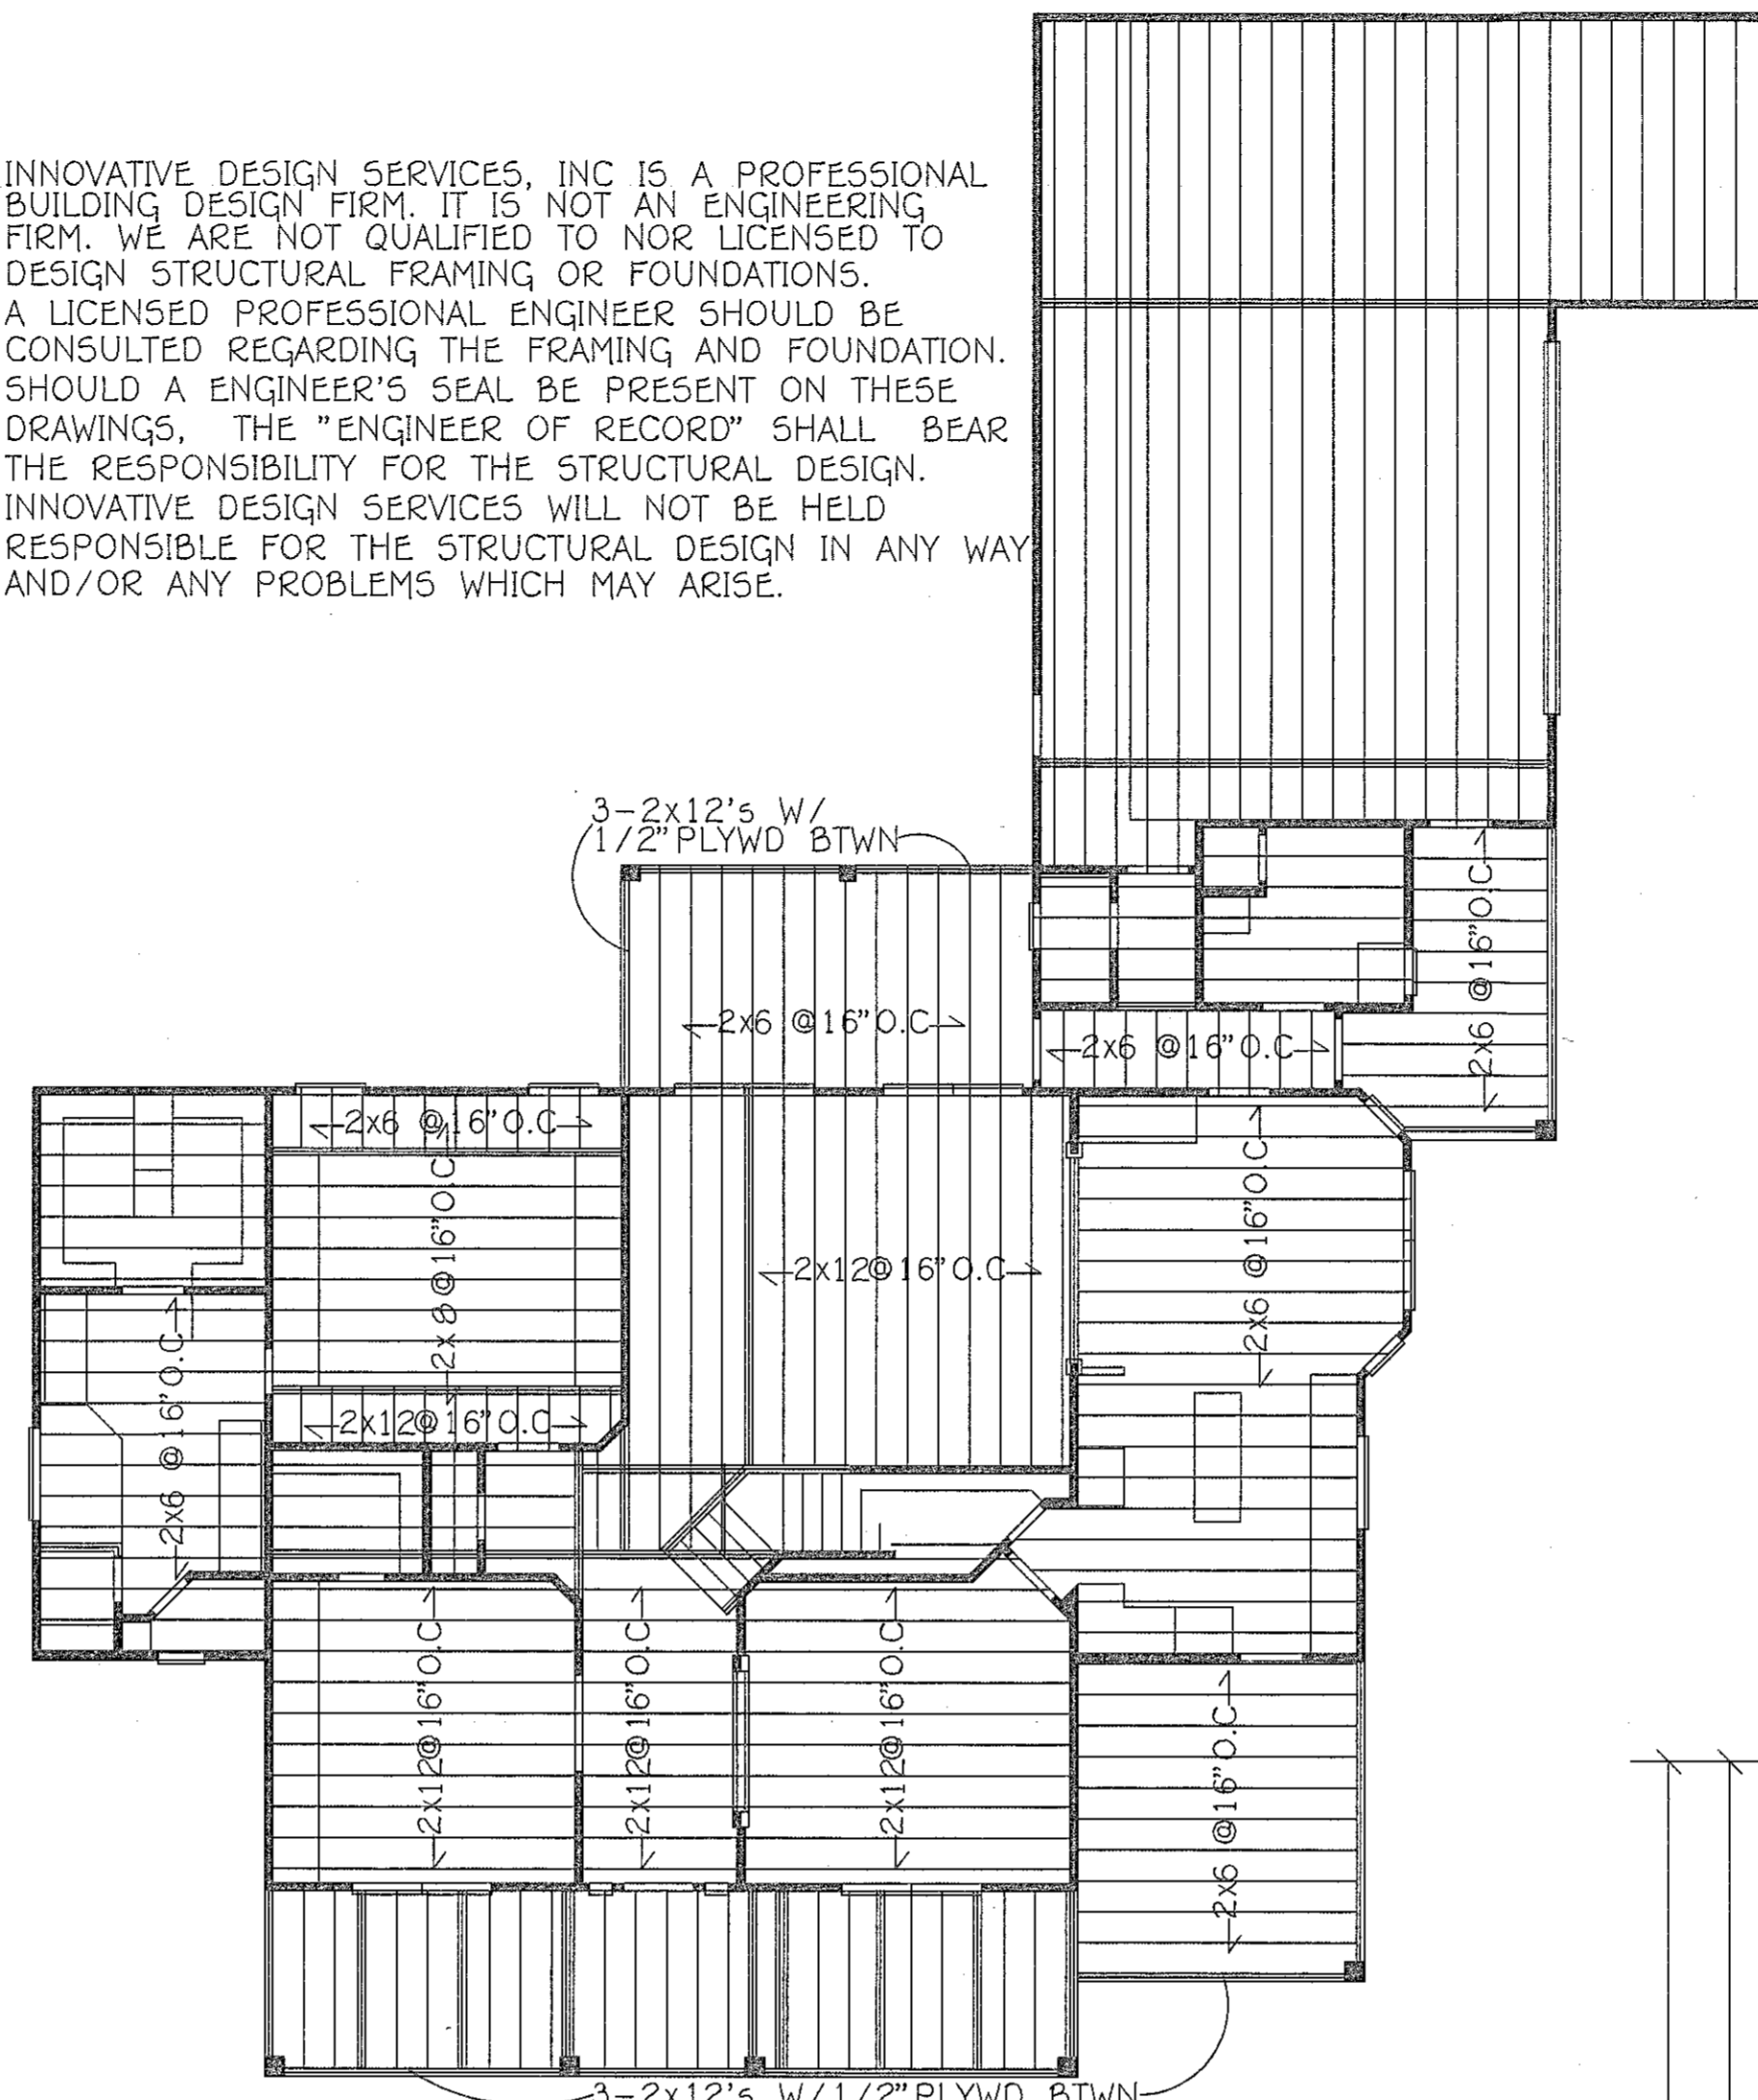 INNOVATIVE DESIGN SERVICES, INC IS A PROFESSIONAL
BUILDING DESIGN FIRM. IT IS NOT AN ENGINEERING
FIRM. WE ARE NOT QUALIFIED TO NOR LICENSED TO
DESIGN STRUCTURAL FRAMING OR FOUNDATIONS.
A LICENSED PROFESSIONAL ENGINEER SHOULD BE
CONSULTED REGARDING THE FRAMING AND FOUNDATION.
SHOULD A ENGINEER'S SEAL BE PRESENT ON THESE
DRAWINGS, THE "ENGINEER OF RECORD" SHALL BEAR
THE RESPONSIBILITY FOR THE STRUCTURAL DESIGN.
INNOVATIVE DESIGN SERVICES WILL NOT BE HELD
RESPONSIBLE FOR THE STRUCTURAL DESIGN IN ANY WAY
AND/OR ANY PROBLEMS WHICH MAY ARISE.
3-2x12's W/
1/2" PLYWD BTWN
2x6 @16"O.C
2x6 @16"O.C
2x6 @16"O.C
2x6 @16"O.C
2x8@16"O.C
2x6 @16"O.C
2x12@16"O.C
2x6 @16"O.C
2x12@16"O.C
2x12@16"O.C
2x12@16"O.C
2x12@16"O.C
2x6 @16"O.C
3-2x12's W/1/2" PLYWD BTWN